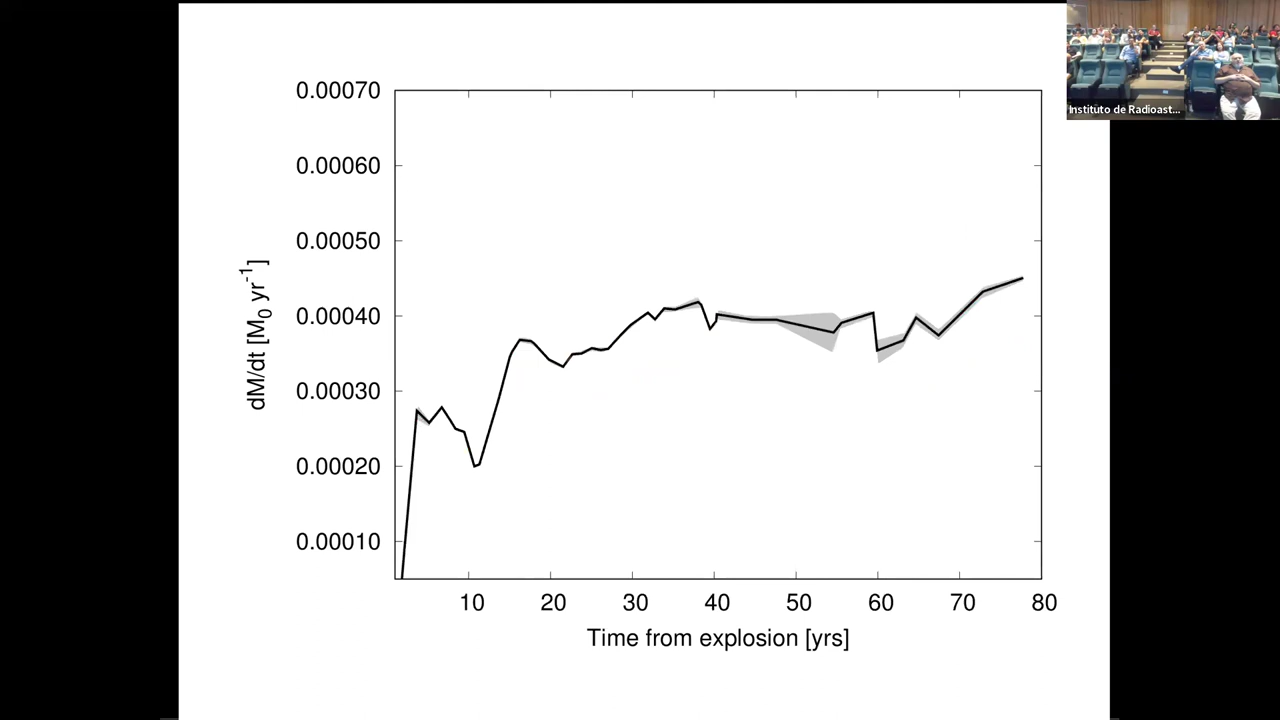 Instituto de Radioast...
0.00070
0.00060
0.00050
0.00040
0.00030
0.00020
0.00010
dM/dt [M0 yr-1]
10 20 30 40 50 60 70 80
Time from explosion [yrs]